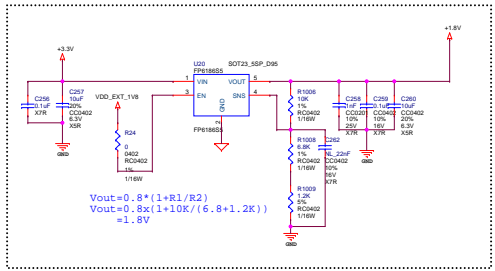 +1.8V
+3.3V
U20
SOT23_5SP_D95
FP6186S5
1
VIN
VOUT
5
3
EN
SNS
4
GND
2
FP6186S5
VDD_EXT_1V8
C256
0.1uF
X7R
C257
10uF
20%
CC0402
6.3V
X5R
GND
R24
0
0402
RC0402
1%
1/16W
R1006
10K
1%
RC0402
1/16W
R1008
6.8K
1%
RC0402
1/16W
R1009
1.2K
5%
RC0402
1/16W
GND
C262
NL_22nF
CC0402
10%
16V
X7R
C258
1nF
CC0201
10%
25V
X7R
C259
0.1uF
CC0402
10%
16V
X7R
C260
10uF
CC0402
20%
6.3V
X5R
GND
Vout=0.8*(1+R1/R2)
Vout=0.8x(1+10K/(6.8+1.2K))
=1.8V